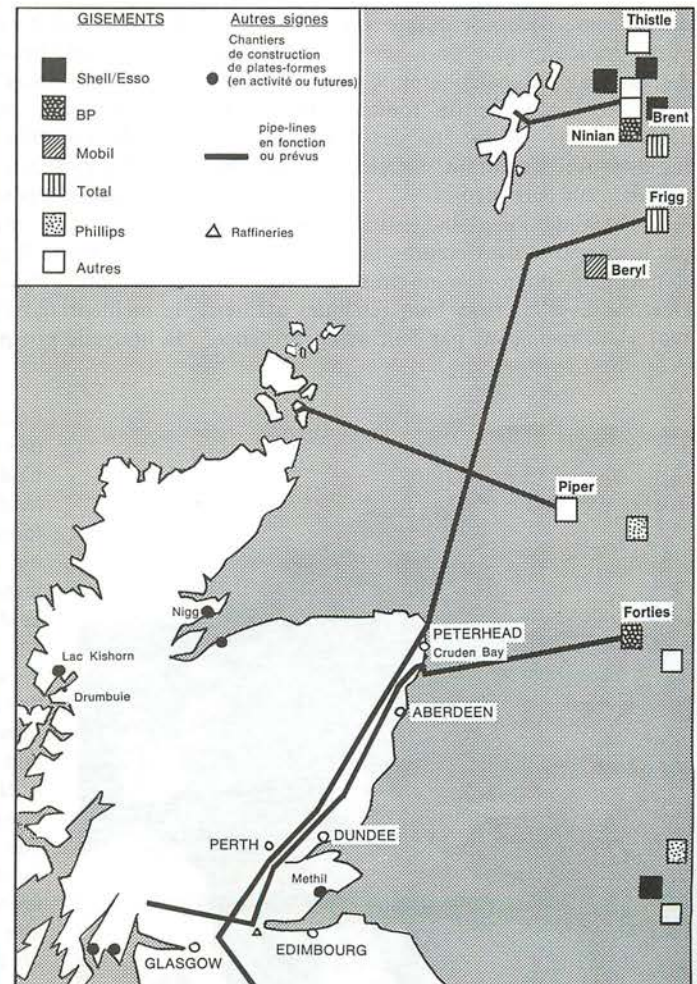 GISEMENTS
Shell/Esso
BP
Mobil
Total
Phillips
Autres
Autres signes
Chantiers
de construction
de plates-formes
(en activité ou futures)
pipe-lines
en fonction
ou prévus
Raffineries
Thistle
Brent
Ninian
Frigg
Beryl
Piper
Nigg
Forties
PETERHEAD
Cruden Bay
Lac Kishorn
Drumbuie
ABERDEEN
PERTH
DUNDEE
Methil
GLASGOW
EDIMBOURG